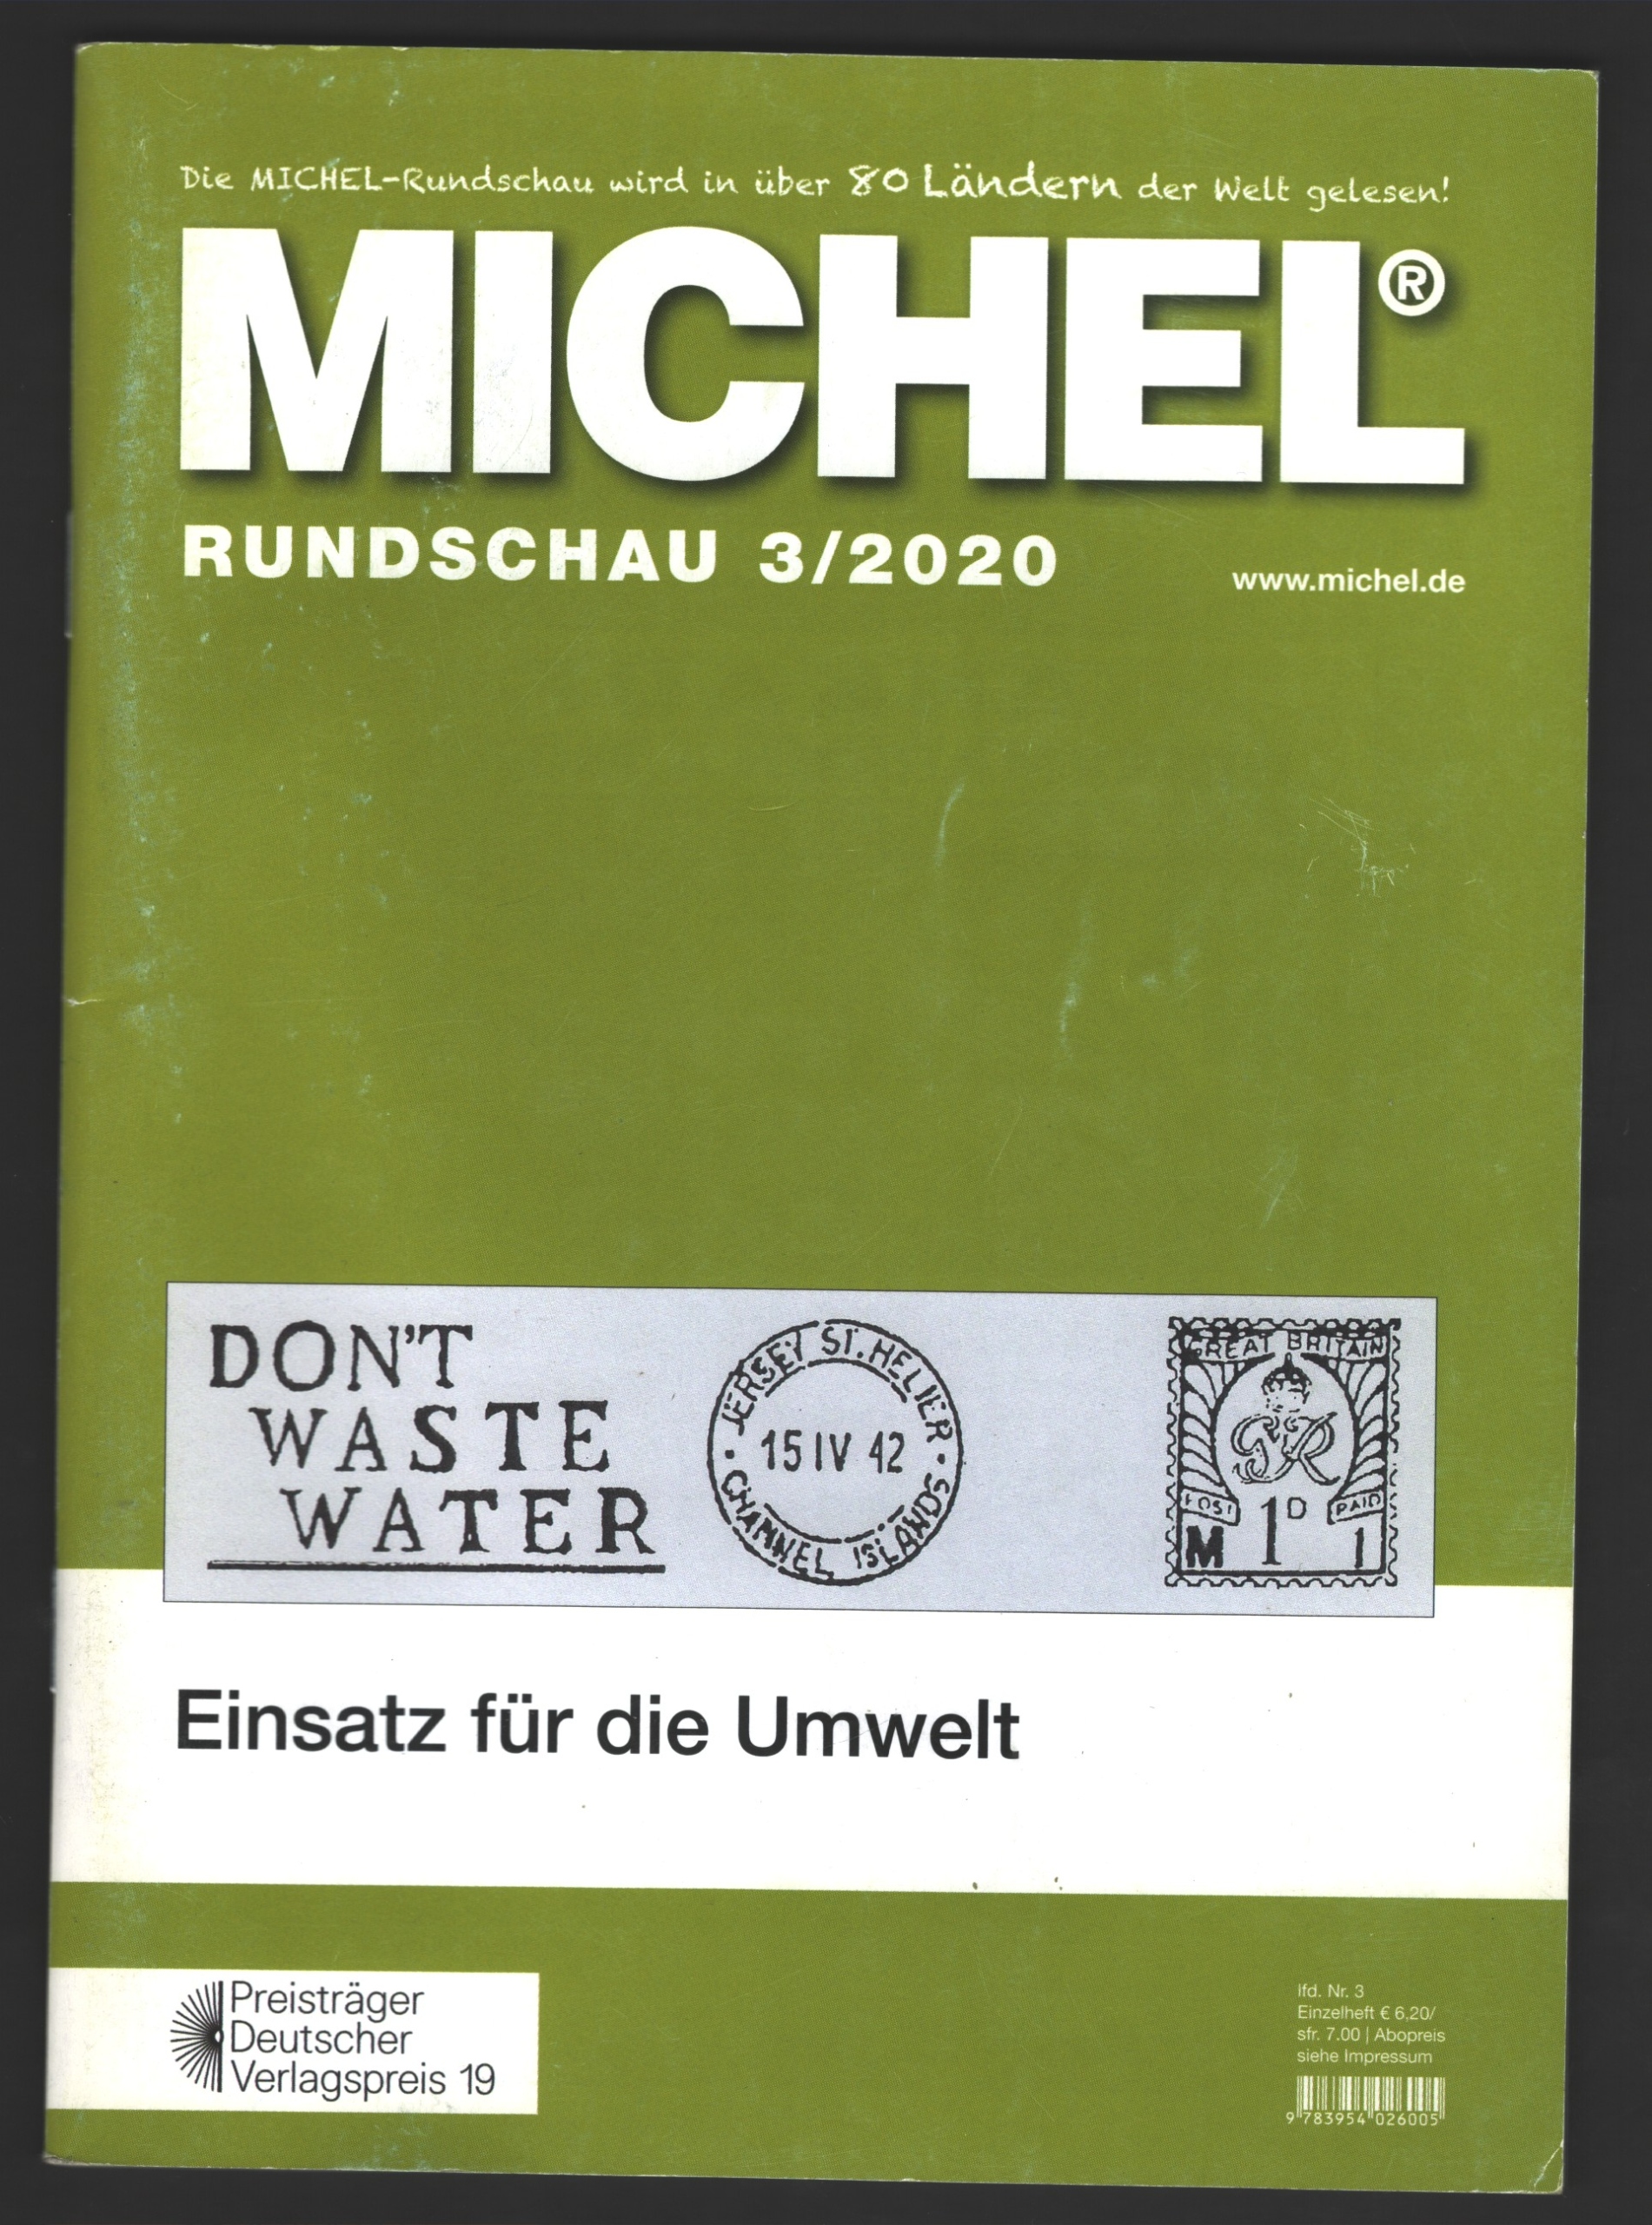 Die MICHEL-Rundschau wird in über 80 Ländern der Welt gelesen!
MICHEL®
RUNDSCHAU 3/2020
www.michel.de
DON'T
WASTE
WATER
JERSEY ST. HELIER
15 IV 42
CHANNEL ISLANDS
GREAT BRITAIN
GR
POST PAID
1D
M 1
Einsatz für die Umwelt
Preisträger
Deutscher
Verlagspreis 19
lfd. Nr. 3
Einzelheft € 6,20/
sfr. 7.00 | Abopreis
siehe Impressum
9 783954 026005